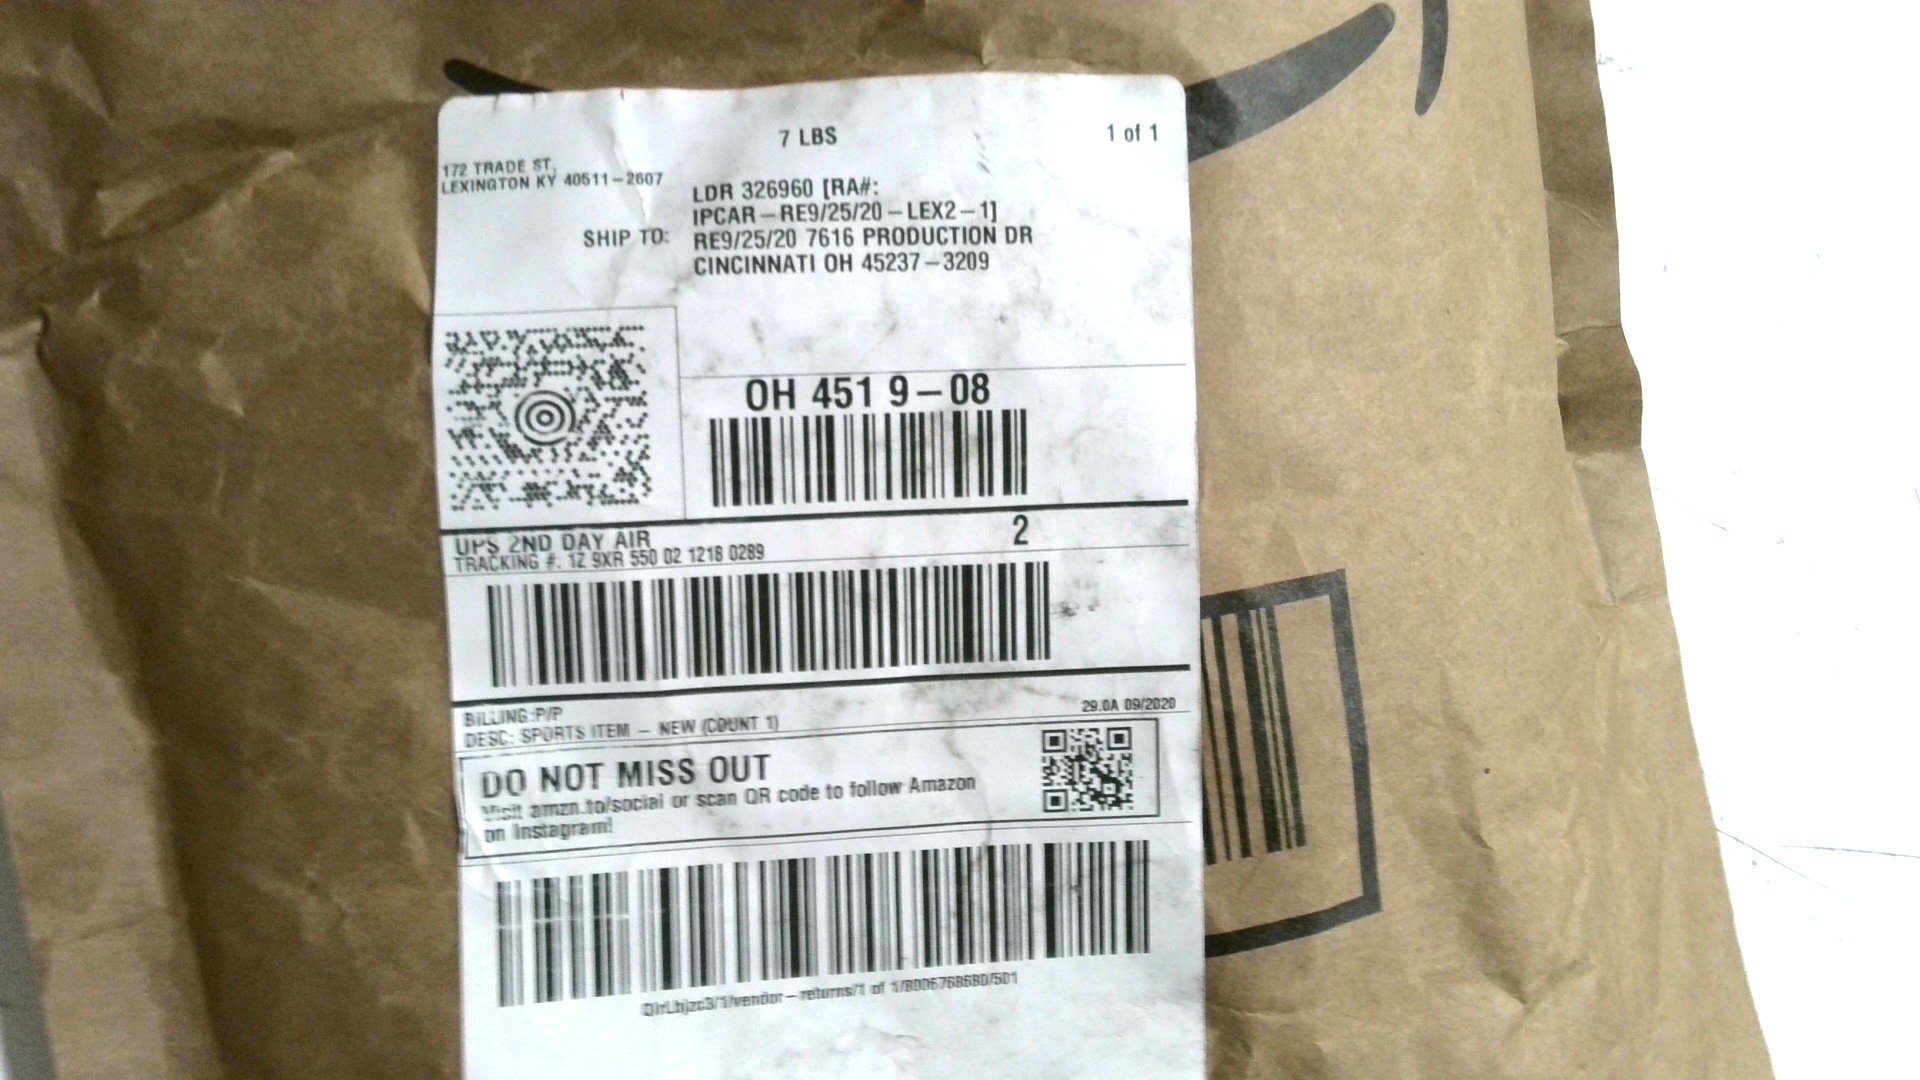 7 LBS
1 of 1
172 TRADE ST,
LEXINGTON KY 40511-2607
LDR 326960 [RA#:
IPCAR-RE9/25/20-LEX2-1]
SHIP TO: RE9/25/20 7616 PRODUCTION DR
CINCINNATI OH 45237-3209
OH 451 9-08
UPS 2ND DAY AIR
2
TRACKING #: 1Z 9XR 550 02 1218 0289
BILLING:P/P
29.0A 09/2020
DESC: SPORTS ITEM - NEW (COUNT 1)
DO NOT MISS OUT
Visit amzn.to/social or scan QR code to follow Amazon
on Instagram!